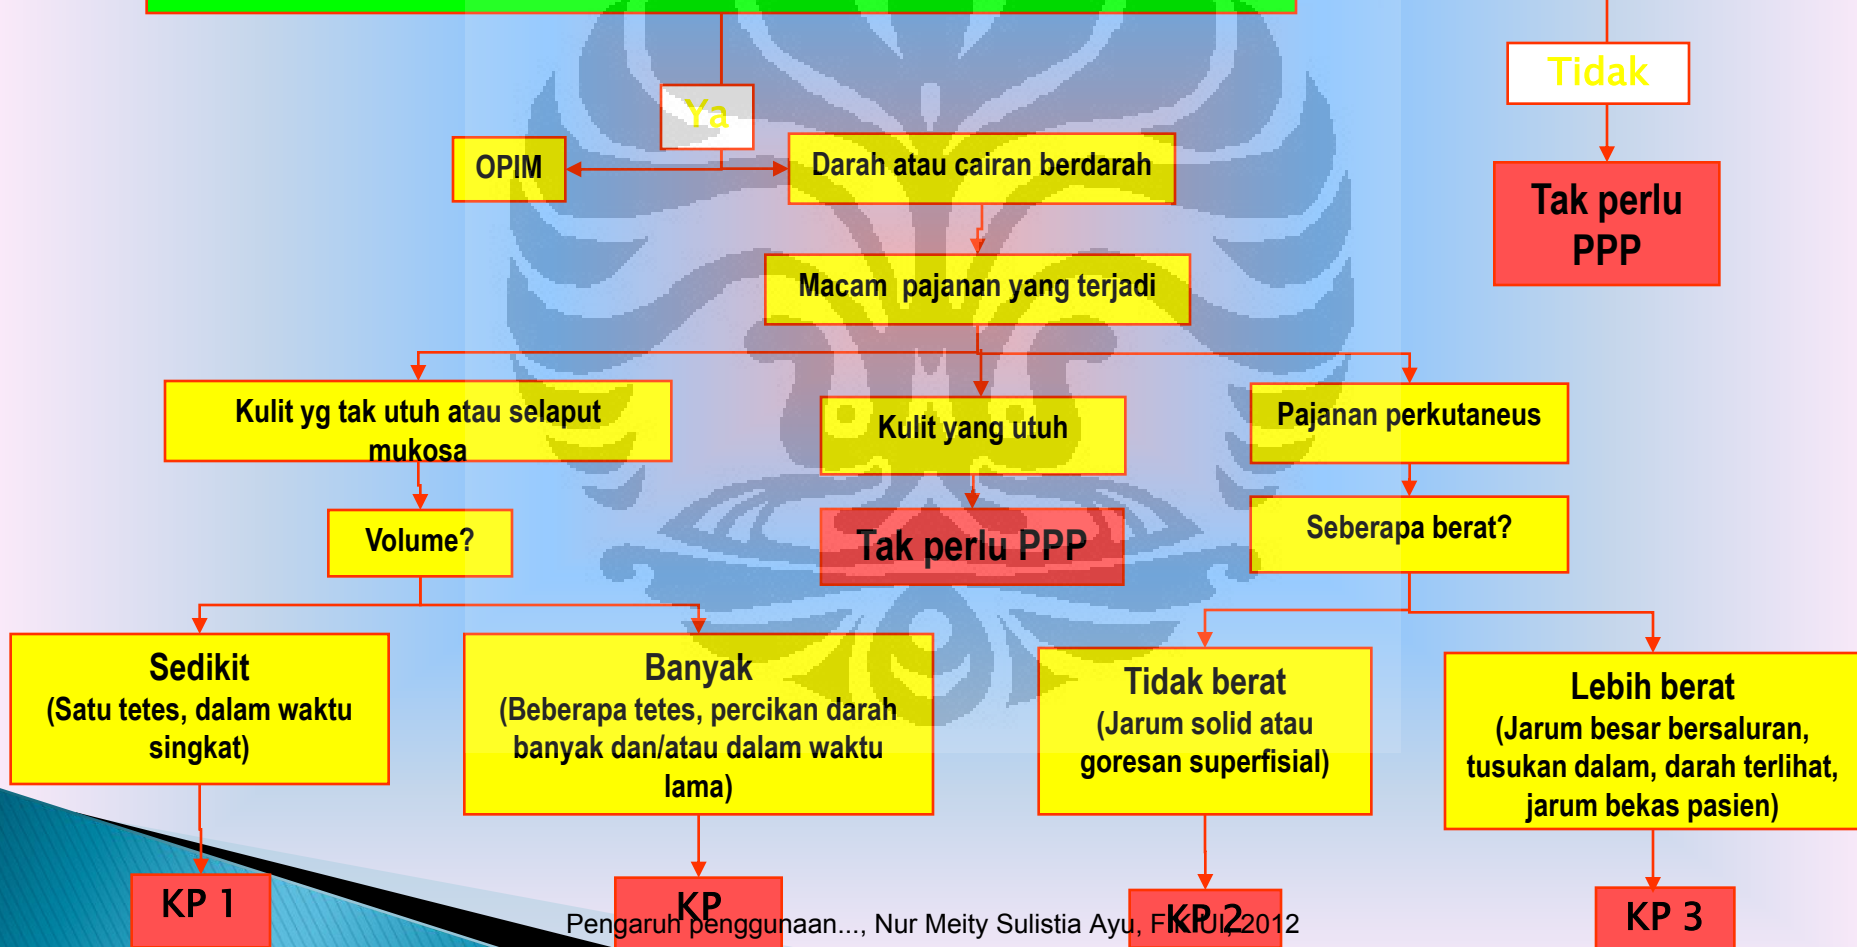 Tidak
Ya
OPIM
Darah atau cairan berdarah
Tak perlu
PPP
Macam pajanan yang terjadi
Kulit yg tak utuh atau selaput
mukosa
Kulit yang utuh
Pajanan perkutaneus
Volume?
Tak perlu PPP
Seberapa berat?
Sedikit
(Satu tetes, dalam waktu
singkat)
Banyak
(Beberapa tetes, percikan darah
banyak dan/atau dalam waktu
lama)
Tidak berat
(Jarum solid atau
goresan superfisial)
Lebih berat
(Jarum besar bersaluran,
tusukan dalam, darah terlihat,
jarum bekas pasien)
KP 1
KP
KP 2
KP 3
Pengaruh penggunaan..., Nur Meity Sulistia Ayu, FIK UI, 2012